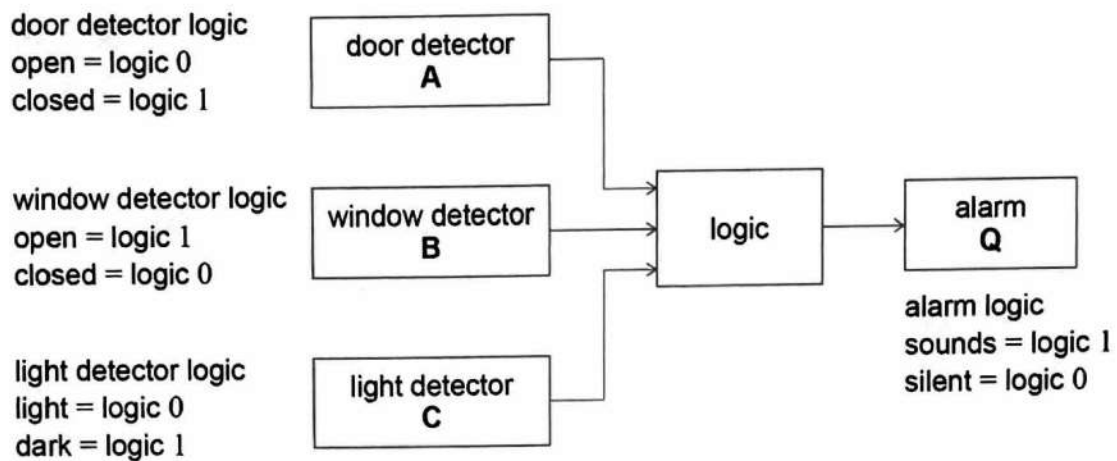 door detector logic
open = logic 0
closed = logic 1
door detector
A
window detector logic
open = logic 1
closed = logic 0
window detector
B
logic
alarm
Q
alarm logic
sounds = logic 1
silent = logic 0
light detector logic
light = logic 0
dark = logic 1
light detector
C